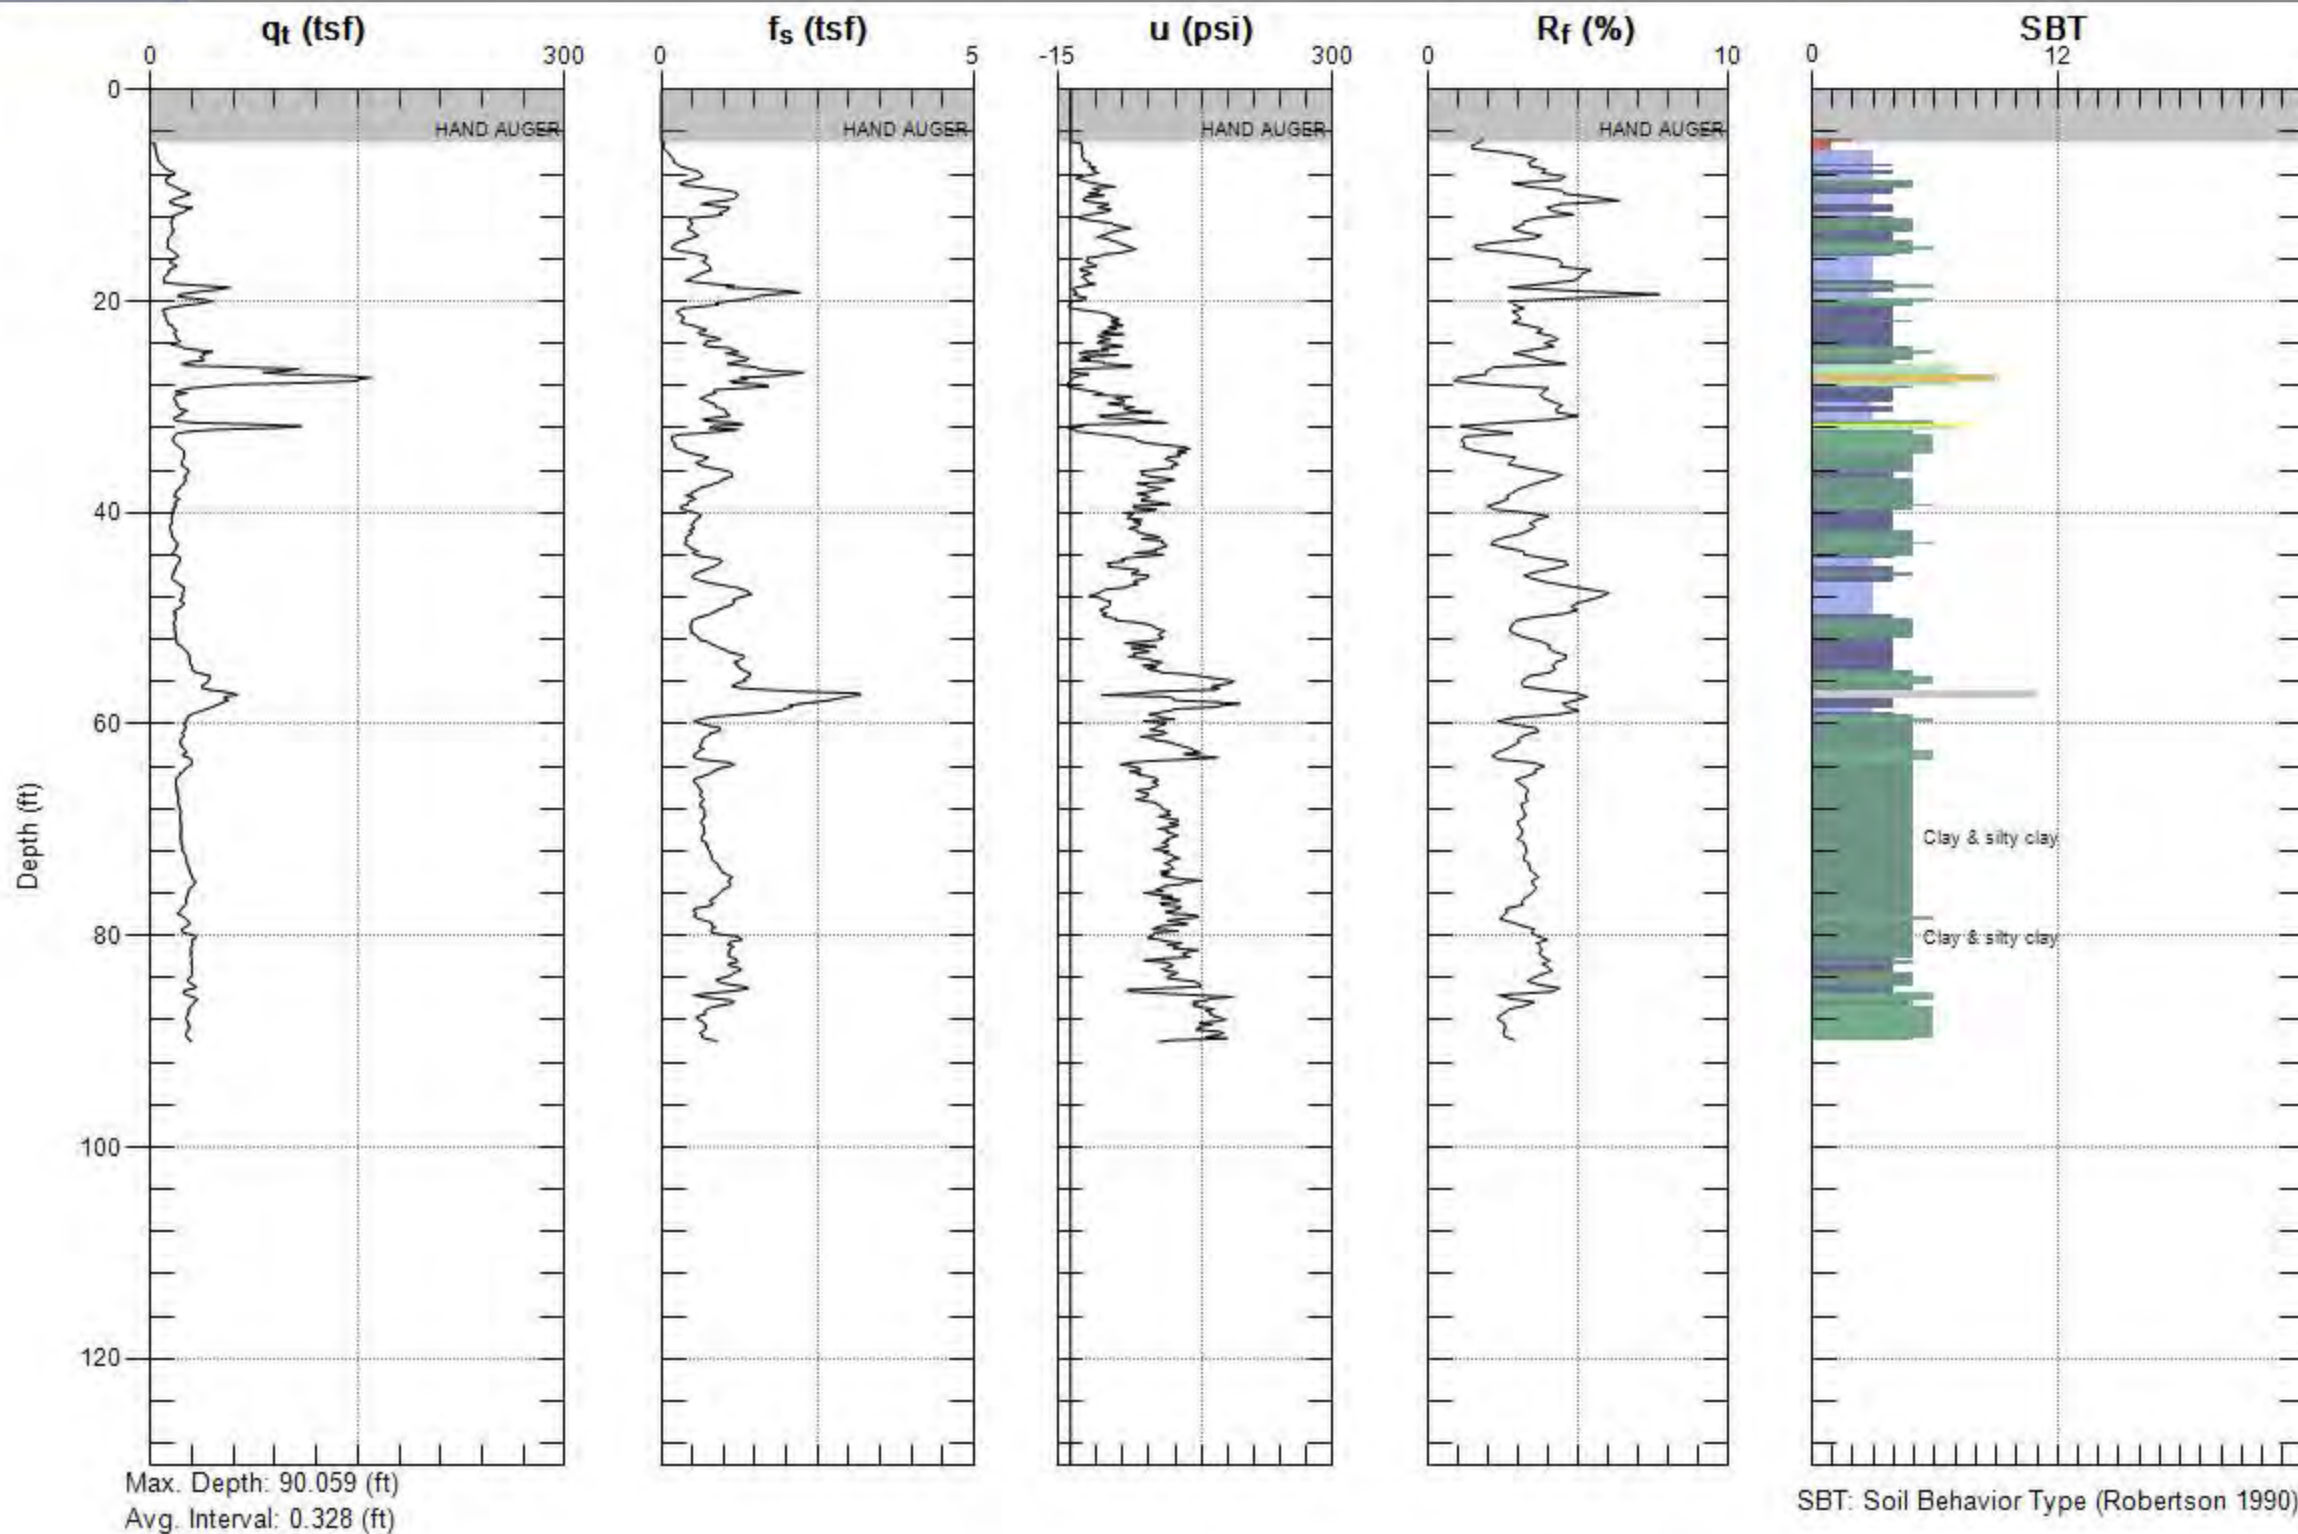 qt (tsf) fs (tsf) u (psi) Rf (%) SBT
0 300 0 5 -15 300 0 10 0 12
0
HAND AUGER HAND AUGER HAND AUGER HAND AUGER
20
40
60
Depth (ft)
Clay & silty clay
80
Clay & silty clay
100
120
Max. Depth: 90.059 (ft)
Avg. Interval: 0.328 (ft)
SBT: Soil Behavior Type (Robertson 1990)